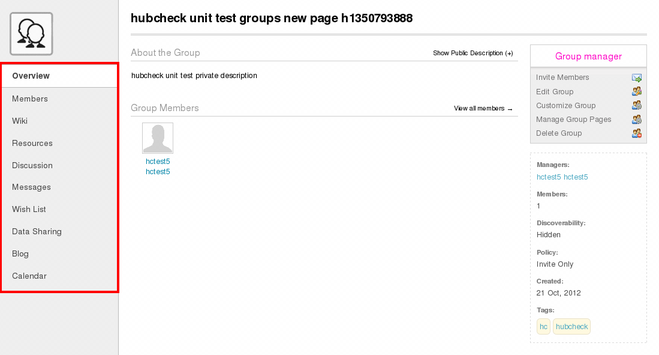 hubcheck unit test groups new page h1350793888
Overview
Members
Wiki
Resources
Discussion
Messages
Wish List
Data Sharing
Blog
Calendar
About the Group
Show Public Description (+)
hubcheck unit test private description
Group Members
View all members →
hctest5
hctest5
Group manager
Invite Members
Edit Group
Customize Group
Manage Group Pages
Delete Group
Managers:
hctest5 hctest5
Members:
1
Discoverability:
Hidden
Policy:
Invite Only
Created:
21 Oct, 2012
Tags:
hc hubcheck